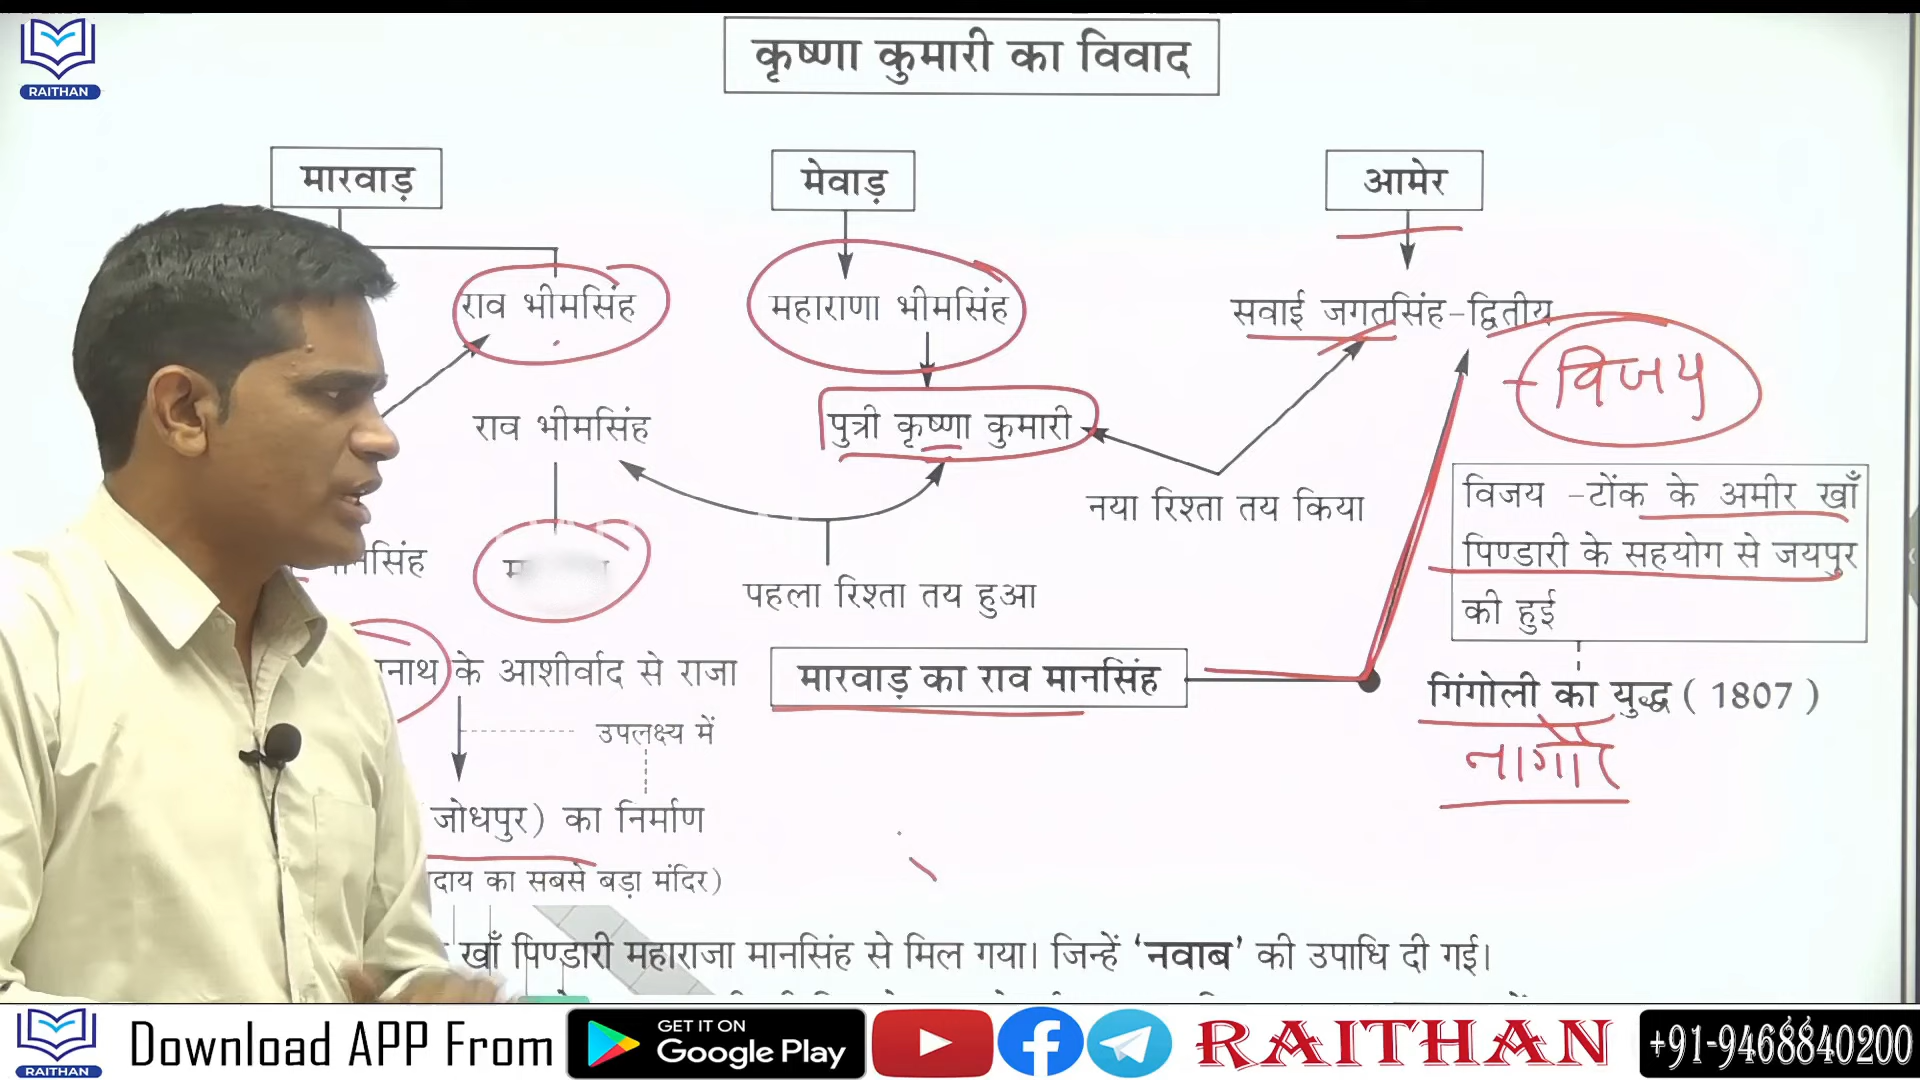 कृष्णा कुमारी का विवाद
RAITHAN
मारवाड़
मेवाड़
आमेर
राव भीमसिंह
महाराणा भीमसिंह
सवाई जगतसिंह-द्वितीय
विजय
राव भीमसिंह
पुत्री कृष्णा कुमारी
नया रिश्ता तय किया
विजय -टोंक के अमीर खाँ
पिण्डारी के सहयोग से जयपुर
की हुई
पहला रिश्ता तय हुआ
के आशीर्वाद से राजा
मारवाड़ का राव मानसिंह
गिंगोली का युद्ध ( 1807 )
नागौर
उपलक्ष्य में
जोधपुर) का निर्माण
का सबसे बड़ा मंदिर)
खाँ पिण्डारी महाराजा मानसिंह से मिल गया। जिन्हें ‘नवाब’ की उपाधि दी गई।
RAITHAN
Download APP From
GET IT ON
Google Play
RAITHAN
+91-9468840200